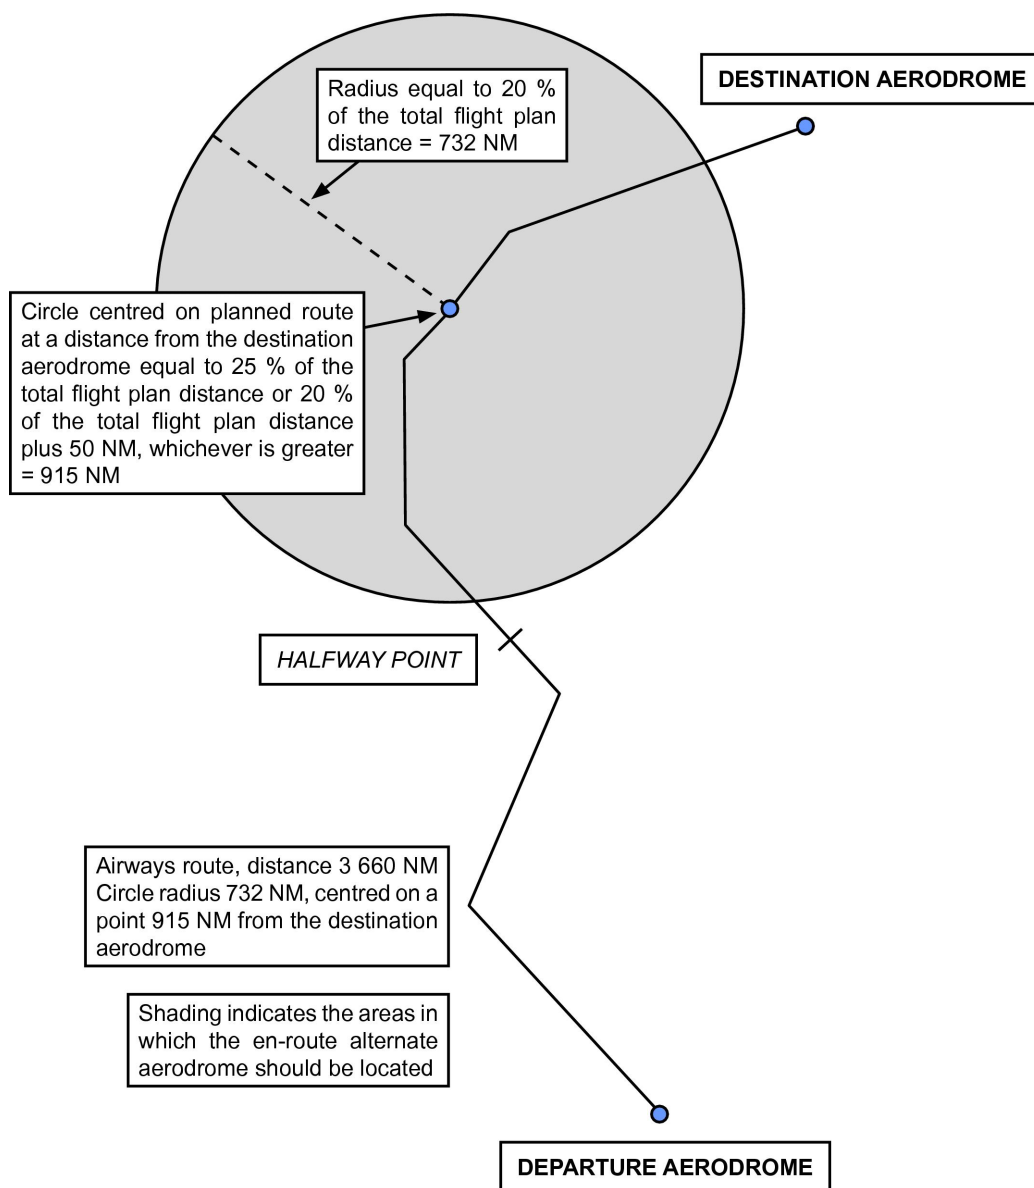 Radius equal to 20 %
of the total flight plan
distance = 732 NM
DESTINATION AERODROME
Circle centred on planned route
at a distance from the destination
aerodrome equal to 25 % of the
total flight plan distance or 20 %
of the total flight plan distance
plus 50 NM, whichever is greater
= 915 NM
HALFWAY POINT
Airways route, distance 3 660 NM
Circle radius 732 NM, centred on a
point 915 NM from the destination
aerodrome
Shading indicates the areas in
which the en-route alternate
aerodrome should be located
DEPARTURE AERODROME